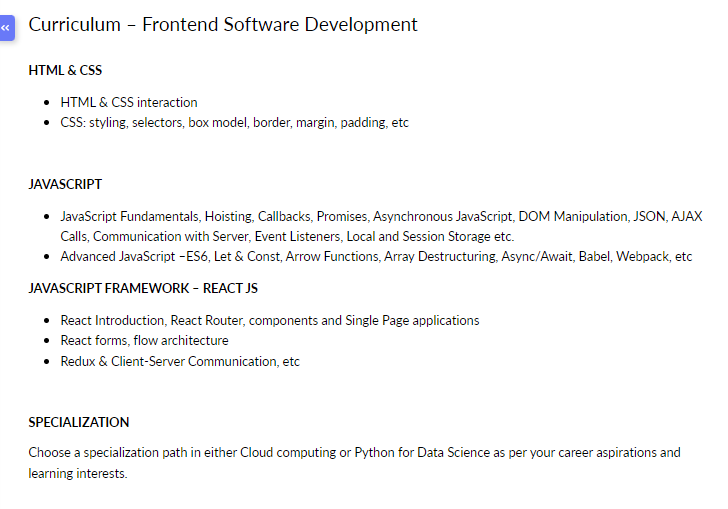 Curriculum – Frontend Software Development
«
HTML & CSS
• HTML & CSS interaction
• CSS: styling, selectors, box model, border, margin, padding, etc
JAVASCRIPT
• JavaScript Fundamentals, Hoisting, Callbacks, Promises, Asynchronous JavaScript, DOM Manipulation, JSON, AJAX
Calls, Communication with Server, Event Listeners, Local and Session Storage etc.
• Advanced JavaScript –ES6, Let & Const, Arrow Functions, Array Destructuring, Async/Await, Babel, Webpack, etc
JAVASCRIPT FRAMEWORK – REACT JS
• React Introduction, React Router, components and Single Page applications
• React forms, flow architecture
• Redux & Client-Server Communication, etc
SPECIALIZATION
Choose a specialization path in either Cloud computing or Python for Data Science as per your career aspirations and
learning interests.